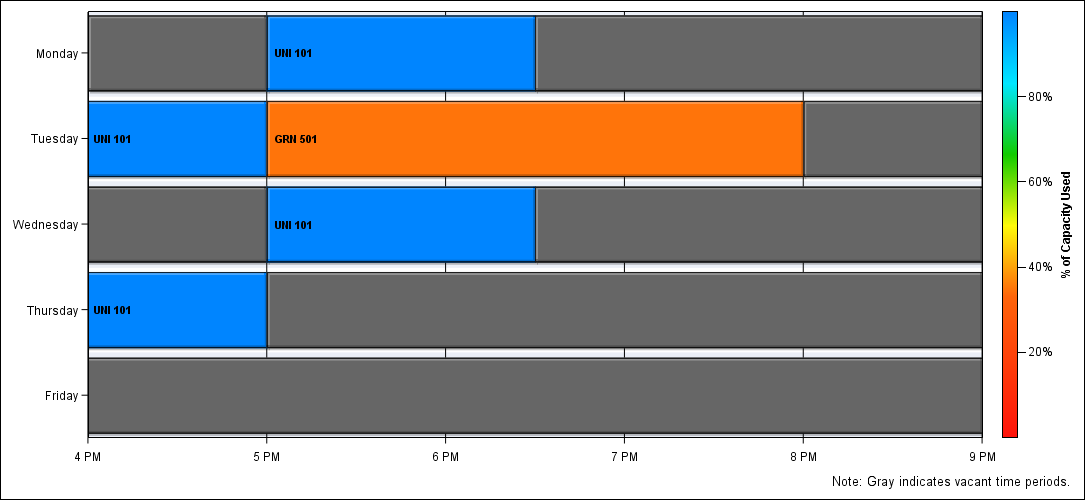 Monday
UNI 101
Tuesday
UNI 101
GRN 501
Wednesday
UNI 101
Thursday
UNI 101
Friday
4 PM 5 PM 6 PM 7 PM 8 PM 9 PM
80%
60%
40%
20%
% of Capacity Used
Note: Gray indicates vacant time periods.